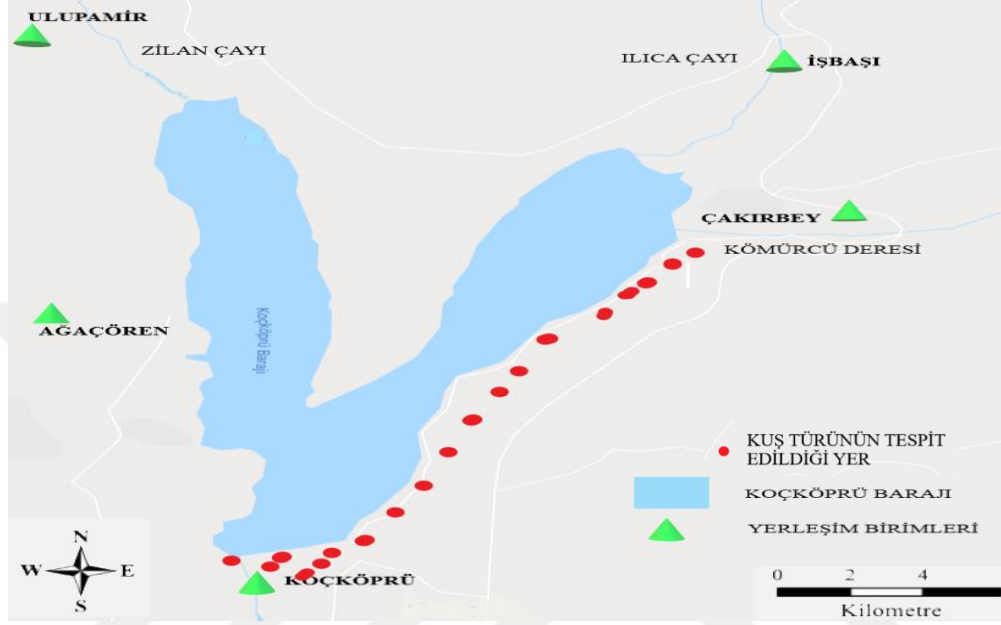 ULUPAMİR
ZİLAN ÇAYI
ILICA ÇAYI
İŞBAŞI
ÇAKIRBEY
KÖMÜRCÜ DERESİ
Koçköprü Barajı
AĞAÇÖREN
KUŞ TÜRÜNÜN TESPİT
EDİLDİĞİ YER
KOÇKÖPRÜ BARAJI
YERLEŞİM BİRİMLERİ
N
W E
S
KOÇKÖPRÜ
0 2 4
Kilometre